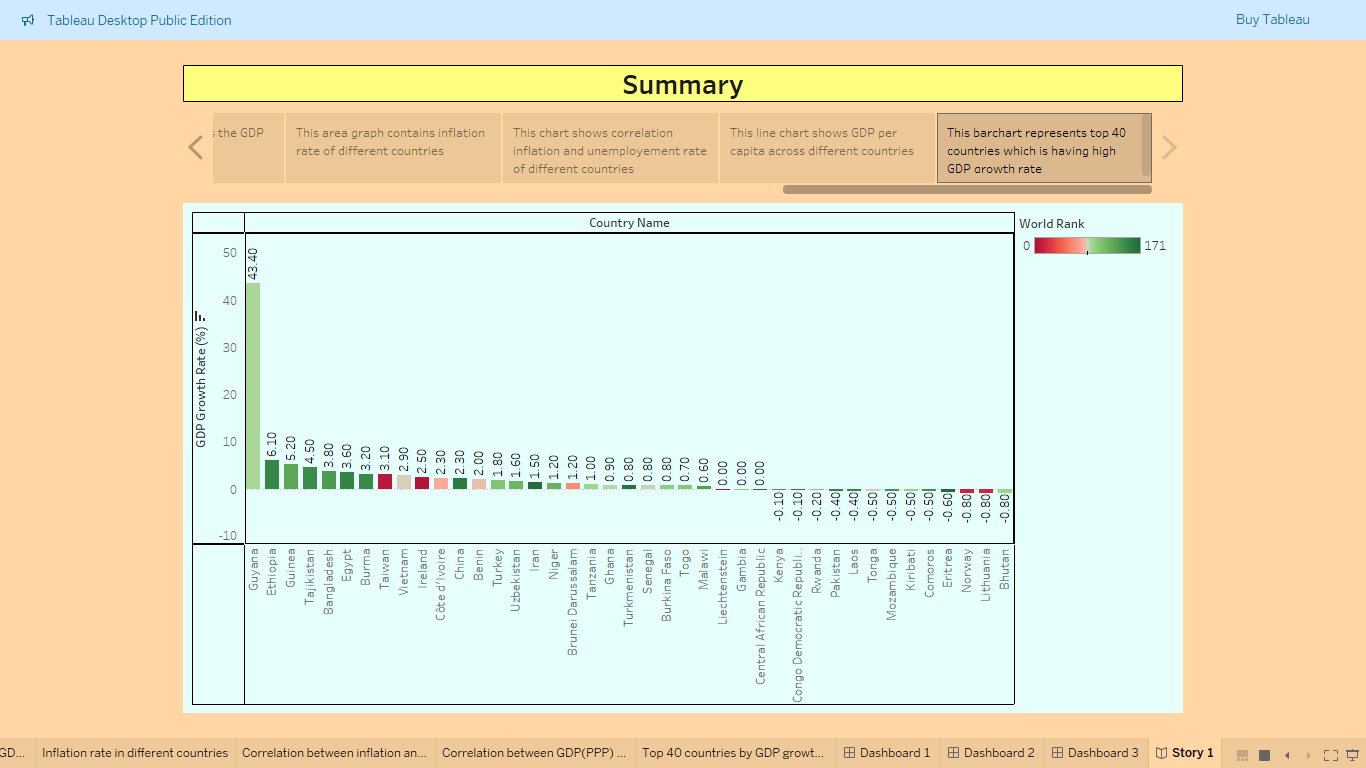 Tableau Desktop Public Edition
Buy Tableau
Summary
s the GDP
This area graph contains inflation
rate of different countries
This chart shows correlation
inflation and unemployement rate
of different countries
This line chart shows GDP per
capita across different countries
This barchart represents top 40
countries which is having high
GDP growth rate
Country Name
World Rank
0
171
GDP Growth Rate (%)
50
40
30
20
10
0
-10
43.40
6.10
5.20
4.50
3.80
3.60
3.20
3.10
2.90
2.50
2.30
2.30
2.00
1.80
1.60
1.50
1.20
1.20
1.00
0.90
0.80
0.80
0.80
0.70
0.60
0.00
0.00
0.00
-0.10
-0.10
-0.20
-0.40
-0.40
-0.50
-0.50
-0.50
-0.50
-0.60
-0.80
-0.80
-0.80
Guyana
Ethiopia
Guinea
Tajikistan
Bangladesh
Egypt
Burma
Taiwan
Vietnam
Ireland
Côte d'Ivoire
China
Benin
Turkey
Uzbekistan
Iran
Niger
Brunei Darussalam
Tanzania
Ghana
Turkmenistan
Senegal
Burkina Faso
Togo
Malawi
Liechtenstein
Gambia
Central African Republic
Kenya
Congo Democratic Republi..
Rwanda
Pakistan
Laos
Tonga
Mozambique
Kiribati
Comoros
Eritrea
Norway
Lithuania
Bhutan
GD...
Inflation rate in different countries
Correlation between inflation an...
Correlation between GDP(PPP) ...
Top 40 countries by GDP growt...
Dashboard 1
Dashboard 2
Dashboard 3
Story 1